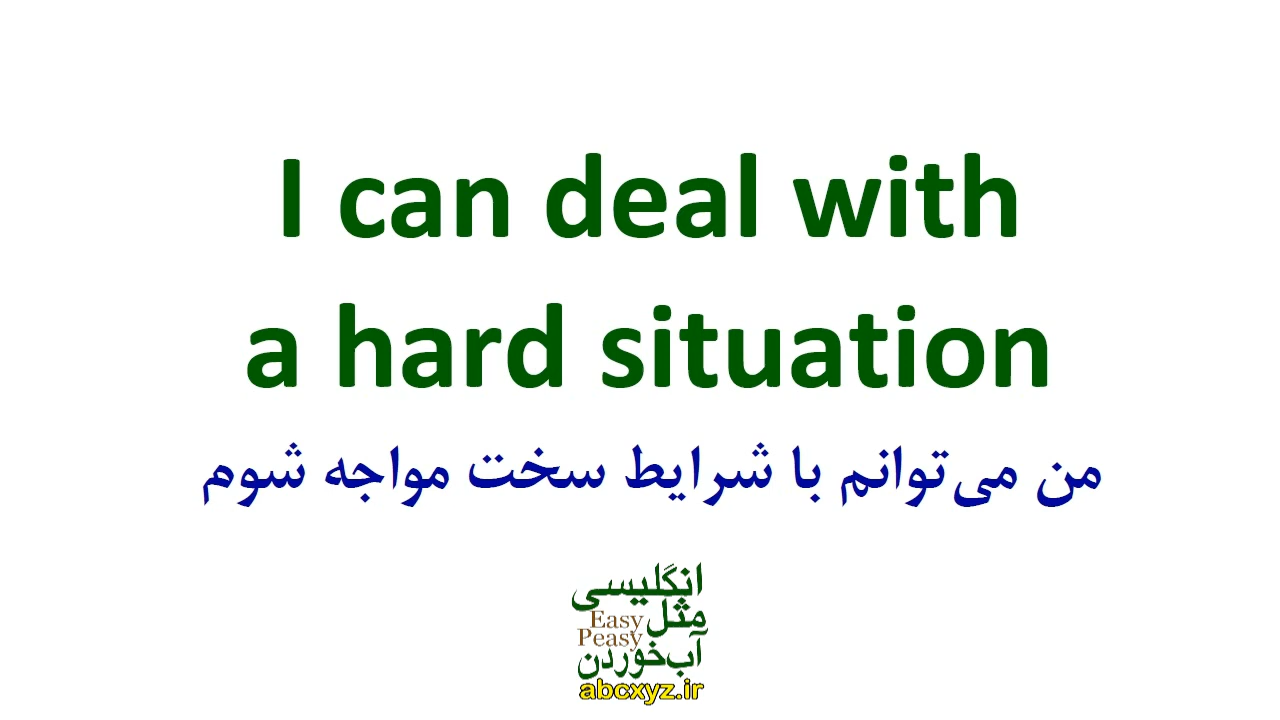 I can deal with
a hard situation
من می‌توانم با شرایط سخت مواجه شوم
انگلیسی
مثل
Easy
Peasy
آب‌خوردن
abcxyz.ir